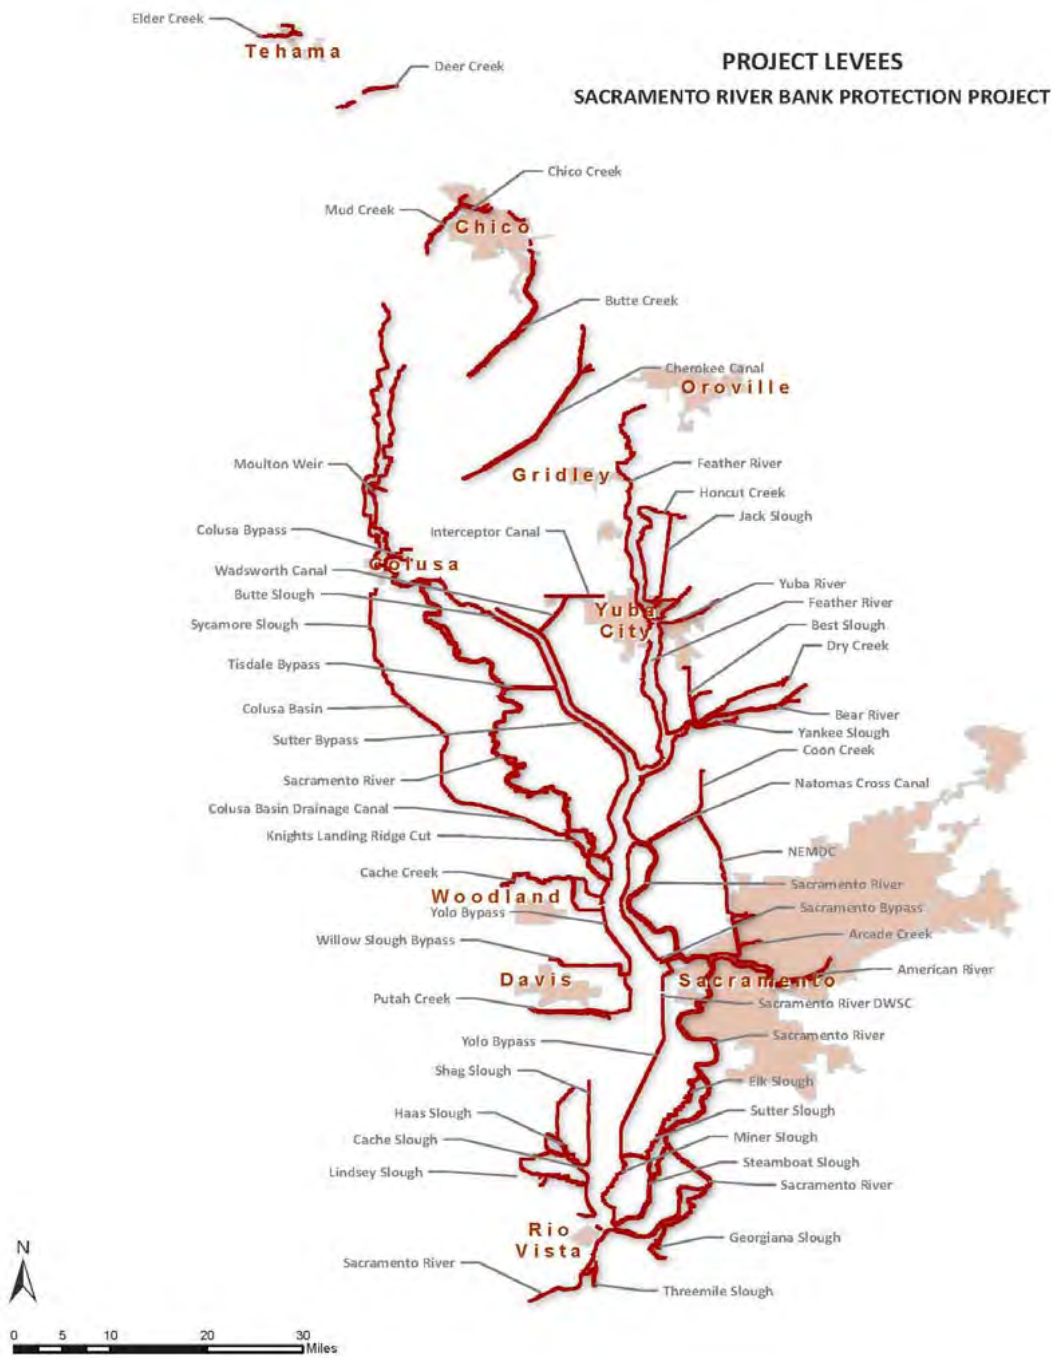 Elder Creek
Tehama
PROJECT LEVEES
Deer Creek
SACRAMENTO RIVER BANK PROTECTION PROJECT
Chico Creek
Mud Creek
Chico
Butte Creek
Cherokee Canal
Oroville
Moulton Weir
Gridley
Feather River
Honcut Creek
Jack Slough
Colusa Bypass
Interceptor Canal
Colusa
Wadsworth Canal
Yuba River
Butte Slough
Feather River
Yuba
City
Sycamore Slough
Best Slough
Dry Creek
Tisdale Bypass
Colusa Basin
Bear River
Sutter Bypass
Yankee Slough
Coon Creek
Sacramento River
Natomas Cross Canal
Colusa Basin Drainage Canal
Knights Landing Ridge Cut
NEMDC
Cache Creek
Sacramento River
Woodland
Yolo Bypass
Sacramento Bypass
Willow Slough Bypass
Arcade Creek
American River
Davis
Sacramento
Putah Creek
Sacramento River DWSC
Yolo Bypass
Sacramento River
Shag Slough
Elk Slough
Haas Slough
Sutter Slough
Cache Slough
Miner Slough
Lindsey Slough
Steamboat Slough
Sacramento River
Rio
Vista
Georgiana Slough
Sacramento River
Threemile Slough
N
0 5 10 20 30
Miles